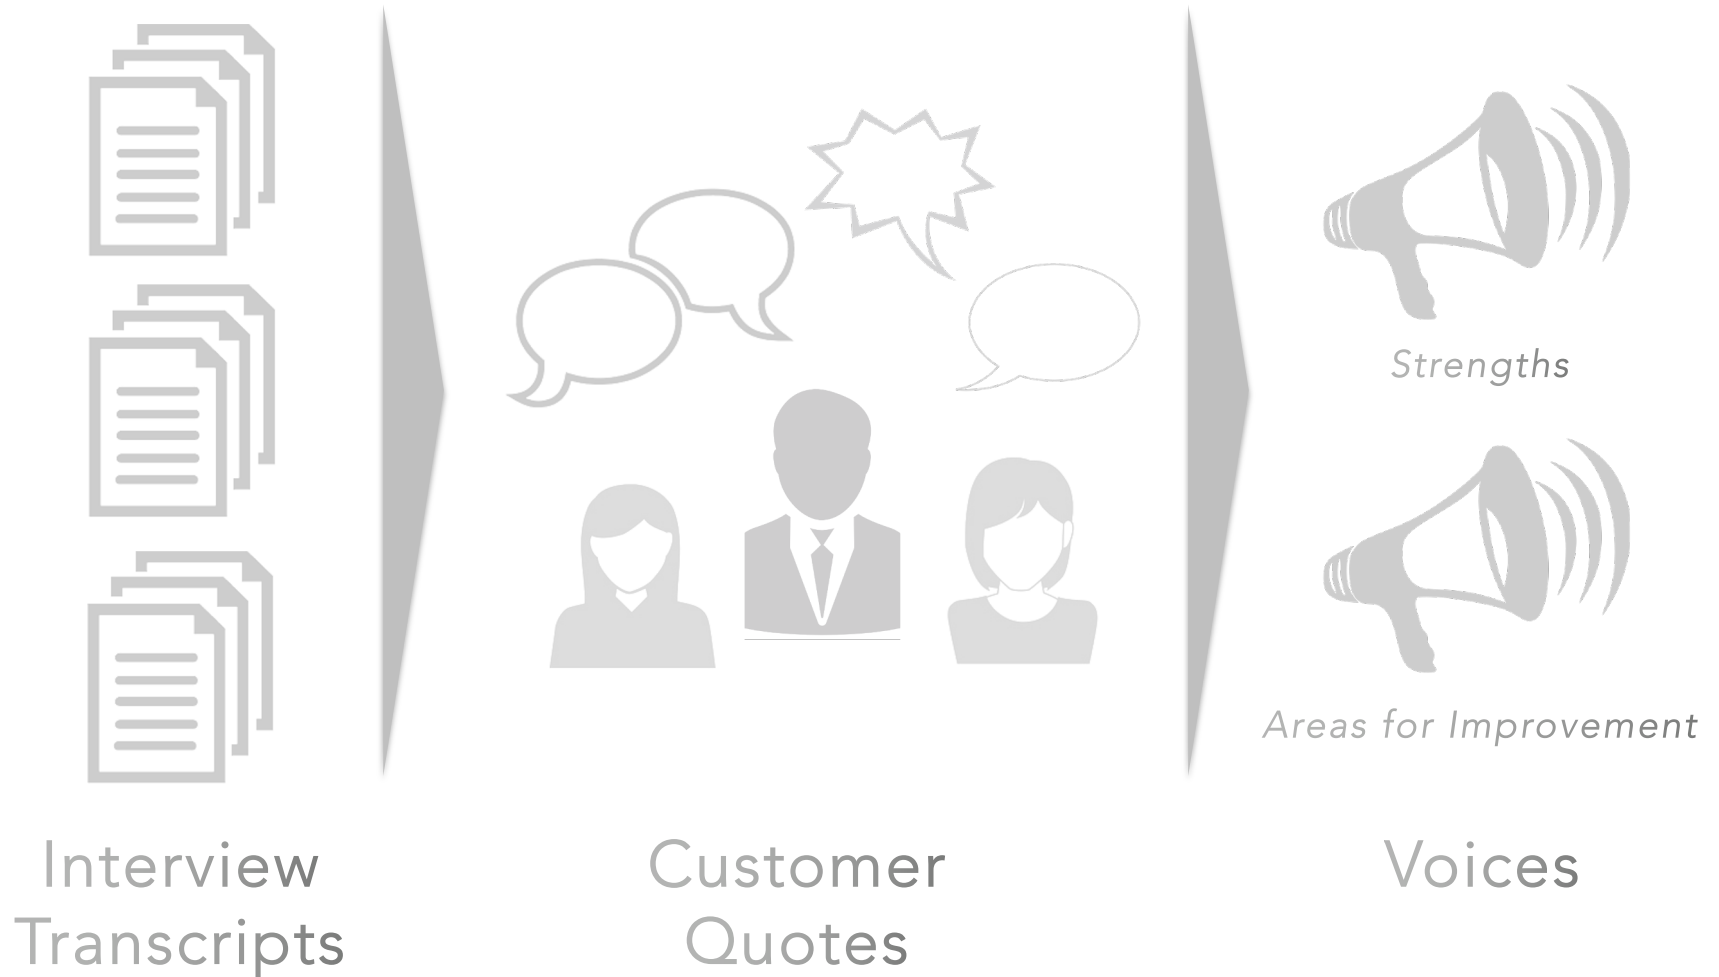 Strengths
Areas for Improvement
Interview
Transcripts
Customer
Quotes
Voices